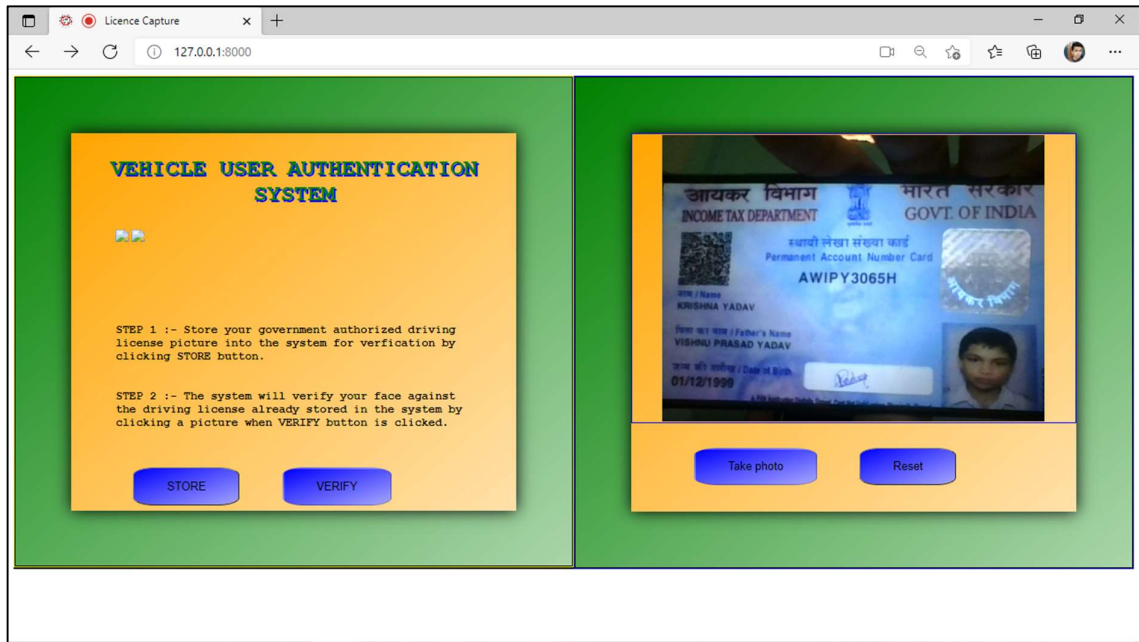 Licence Capture
127.0.0.1:8000
VEHICLE USER AUTHENTICATION
SYSTEM
STEP 1 :- Store your government authorized driving
license picture into the system for verfication by
clicking STORE button.
STEP 2 :- The system will verify your face against
the driving license already stored in the system by
clicking a picture when VERIFY button is clicked.
STORE VERIFY
आयकर विभाग भारत सरकार
INCOME TAX DEPARTMENT GOVT. OF INDIA
स्थायी लेखा संख्या कार्ड
Permanent Account Number Card
AWIPY3065H
नाम / Name
KRISHNA YADAV
पिता का नाम / Father's Name
VISHNU PRASAD YADAV
जन्म की तारीख / Date of Birth
01/12/1999
आयकर विभाग
Take photo Reset